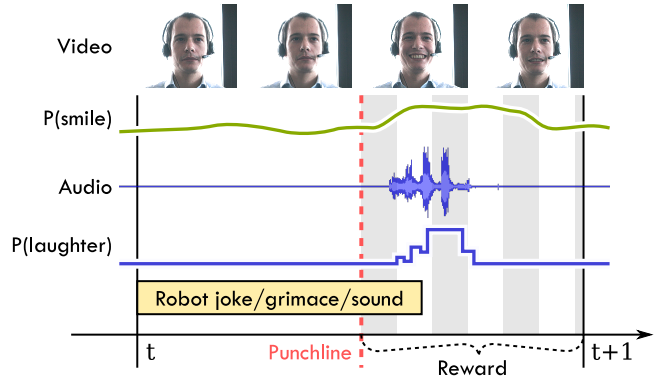 Video
P(smile)
Audio
P(laughter)
Robot joke/grimace/sound
t
Punchline
t+1
Reward